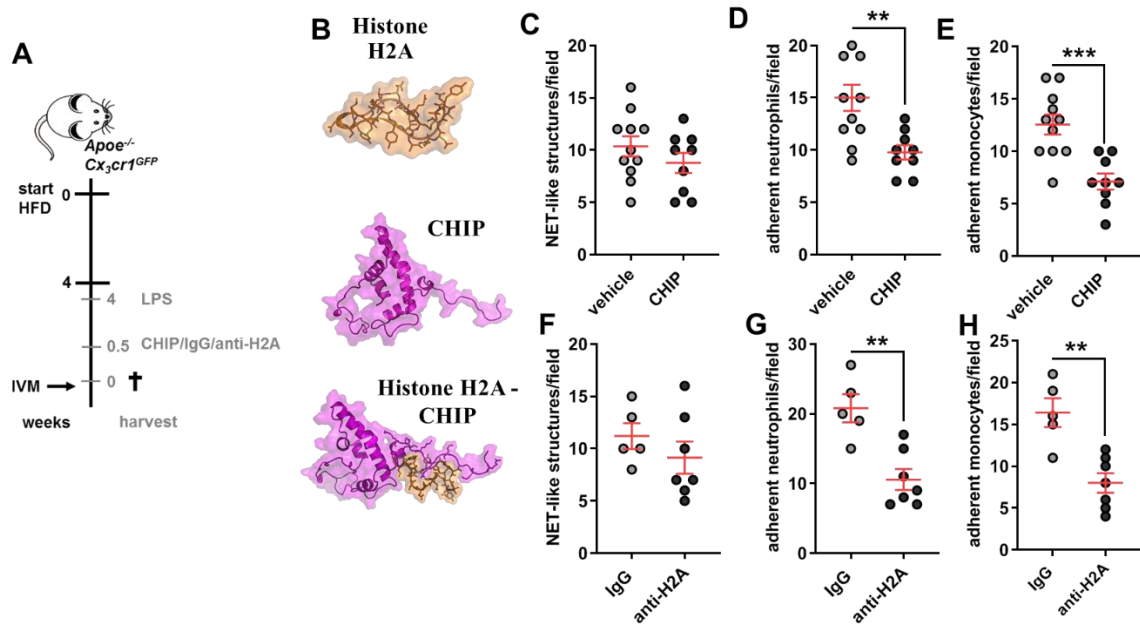 A
Apoe-/-
Cx3cr1GFP
start
HFD
0
4
4 LPS
0.5 CHIP/IgG/anti-H2A
IVM
0 †
weeks
harvest
B
Histone
H2A
CHIP
Histone H2A -
CHIP
C
NET-like structures/field
20
15
10
5
0
vehicle
CHIP
D
**
adherent neutrophils/field
20
15
10
5
0
vehicle
CHIP
E
***
adherent monocytes/field
20
15
10
5
0
vehicle
CHIP
F
NET-like structures/field
20
15
10
5
0
IgG
anti-H2A
G
**
adherent neutrophils/field
30
20
10
0
IgG
anti-H2A
H
**
adherent monocytes/field
25
20
15
10
5
0
IgG
anti-H2A